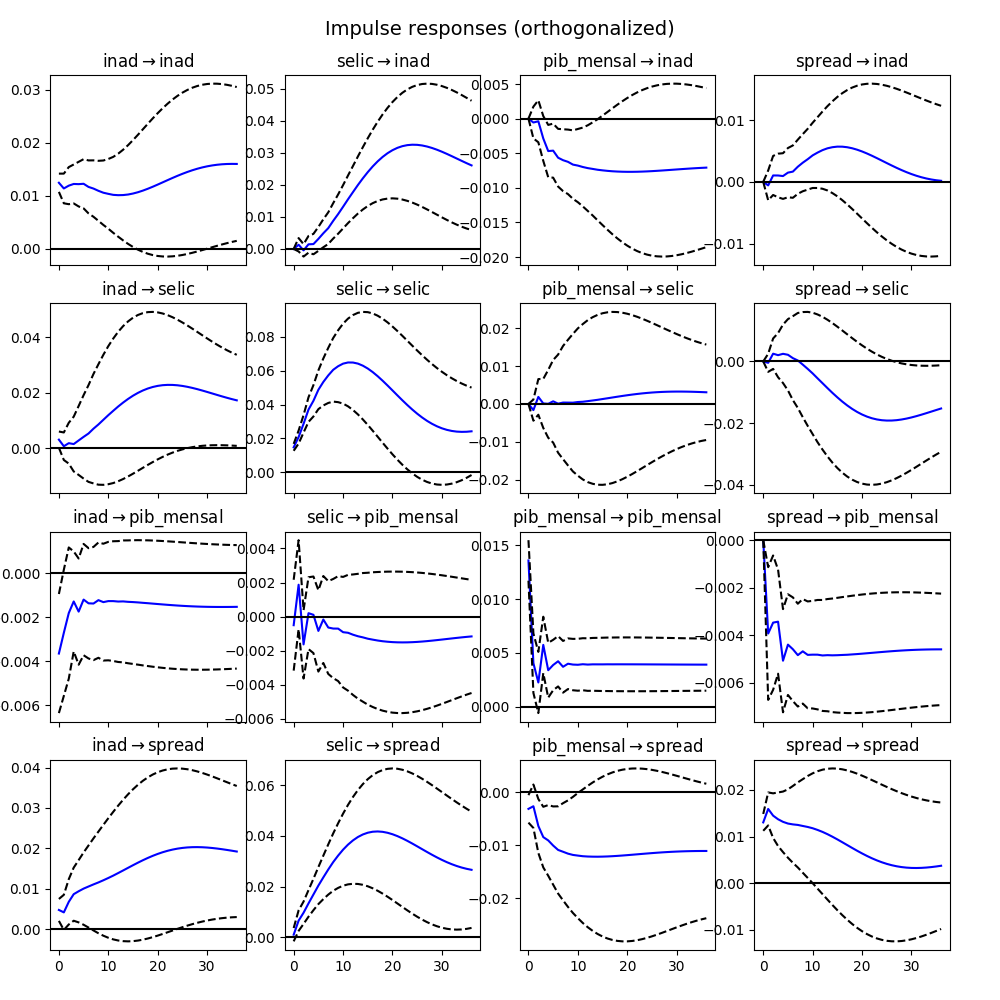 Impulse responses (orthogonalized)
inad→inad selic→inad pib_mensal→inad spread→inad
0.03 0.02 0.01 0.00
0.05 0.04 0.03 0.02 0.01 0.00
0.005 0.000 −0.005 −0.010 −0.015 −0.020
0.01 0.00 −0.01
inad→selic selic→selic pib_mensal→selic spread→selic
0.04 0.02 0.00
0.08 0.06 0.04 0.02 0.00
0.02 0.01 0.00 −0.01 −0.02
0.00 −0.02 −0.04
inad→pib_mensal selic→pib_mensal pib_mensal→pib_mensal spread→pib_mensal
0.000 0.002 0.004 0.006
0.004 0.002 0.000 −0.002 −0.004 −0.006
0.015 0.010 0.005 0.000
0.000 −0.002 −0.004 −0.006
inad→spread selic→spread pib_mensal→spread spread→spread
0.04 0.03 0.02 0.01 0.00
0.06 0.04 0.02 0.00
0.00 −0.01 −0.02
0.02 0.01 0.00 −0.01
0 10 20 30 0 10 20 30 0 10 20 30 0 10 20 30